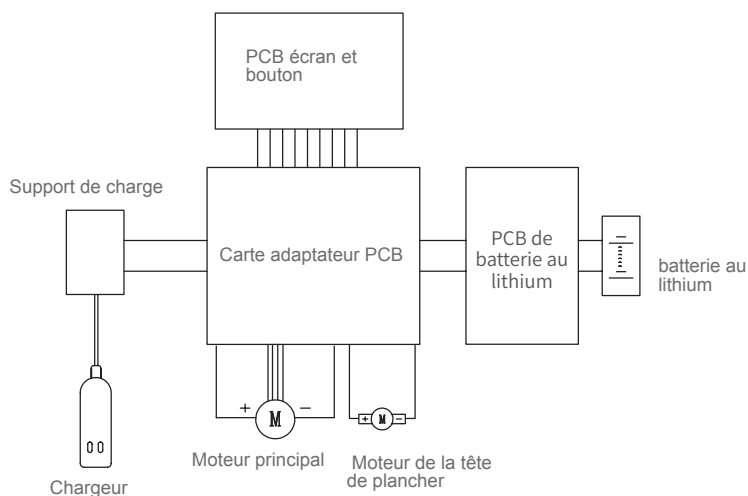 PCB écran et
bouton
Support de charge
Carte adaptateur PCB
PCB de
batterie au
lithium
batterie au
lithium
+
M
−
+
M
−
Moteur principal
Moteur de la tête
de plancher
Chargeur